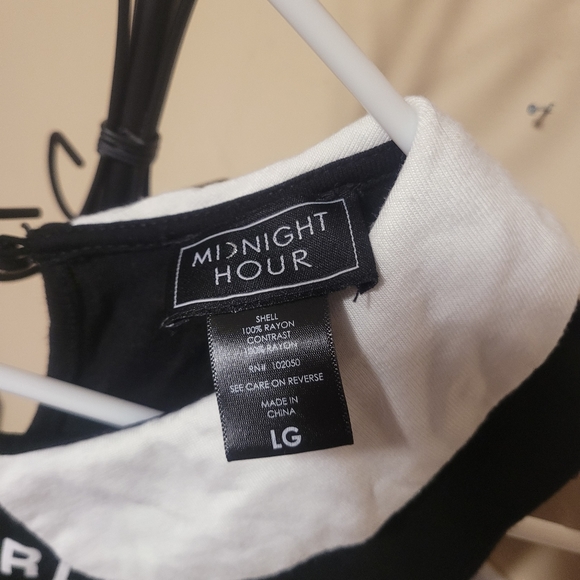 MIDNIGHT
HOUR
SHELL
100% RAYON
CONTRAST
100% RAYON
RN# 102050
SEE CARE ON REVERSE
MADE IN
CHINA
LG
R